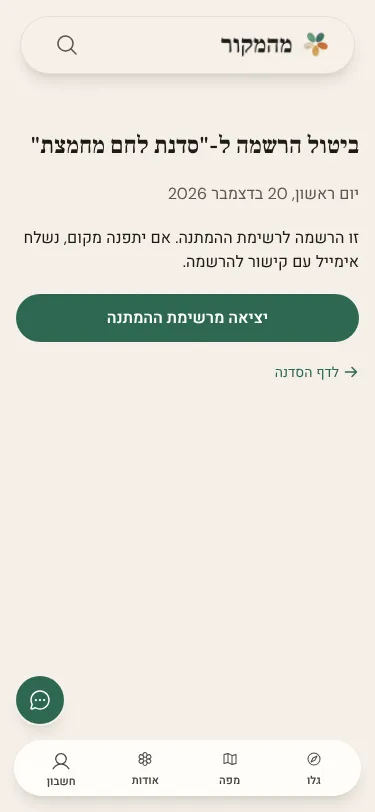 מהמקור
ביטול הרשמה ל-"סדנת לחם מחמצת"
יום ראשון, 20 בדצמבר 2026
זו הרשמה לרשימת ההמתנה. אם יתפנה מקום, נשלח
אימייל עם קישור להרשמה.
יציאה מרשימת ההמתנה
→ לדף הסדנה
גלו
מפה
אודות
חשבון